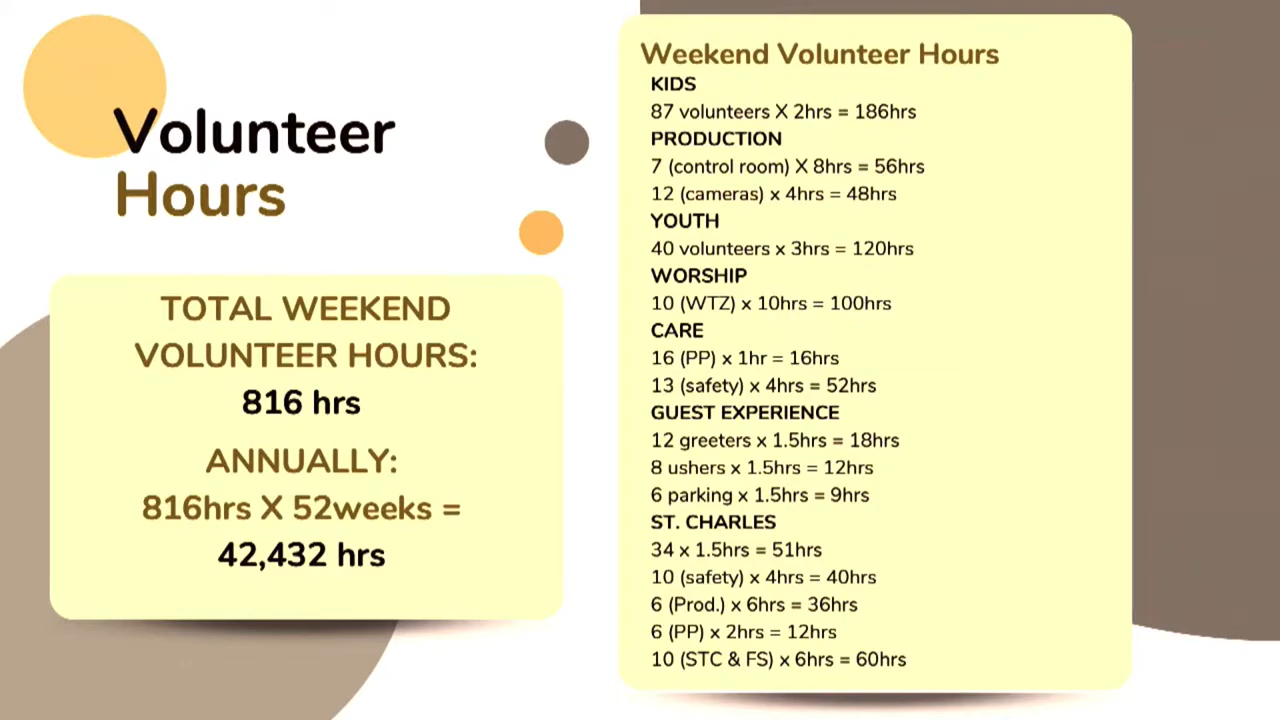 Volunteer
Hours
TOTAL WEEKEND
VOLUNTEER HOURS:
816 hrs
ANNUALLY:
816hrs X 52weeks =
42,432 hrs
Weekend Volunteer Hours
KIDS
87 volunteers X 2hrs = 186hrs
PRODUCTION
7 (control room) X 8hrs = 56hrs
12 (cameras) x 4hrs = 48hrs
YOUTH
40 volunteers x 3hrs = 120hrs
WORSHIP
10 (WTZ) x 10hrs = 100hrs
CARE
16 (PP) x 1hr = 16hrs
13 (safety) x 4hrs = 52hrs
GUEST EXPERIENCE
12 greeters x 1.5hrs = 18hrs
8 ushers x 1.5hrs = 12hrs
6 parking x 1.5hrs = 9hrs
ST. CHARLES
34 x 1.5hrs = 51hrs
10 (safety) x 4hrs = 40hrs
6 (Prod.) x 6hrs = 36hrs
6 (PP) x 2hrs = 12hrs
10 (STC & FS) x 6hrs = 60hrs